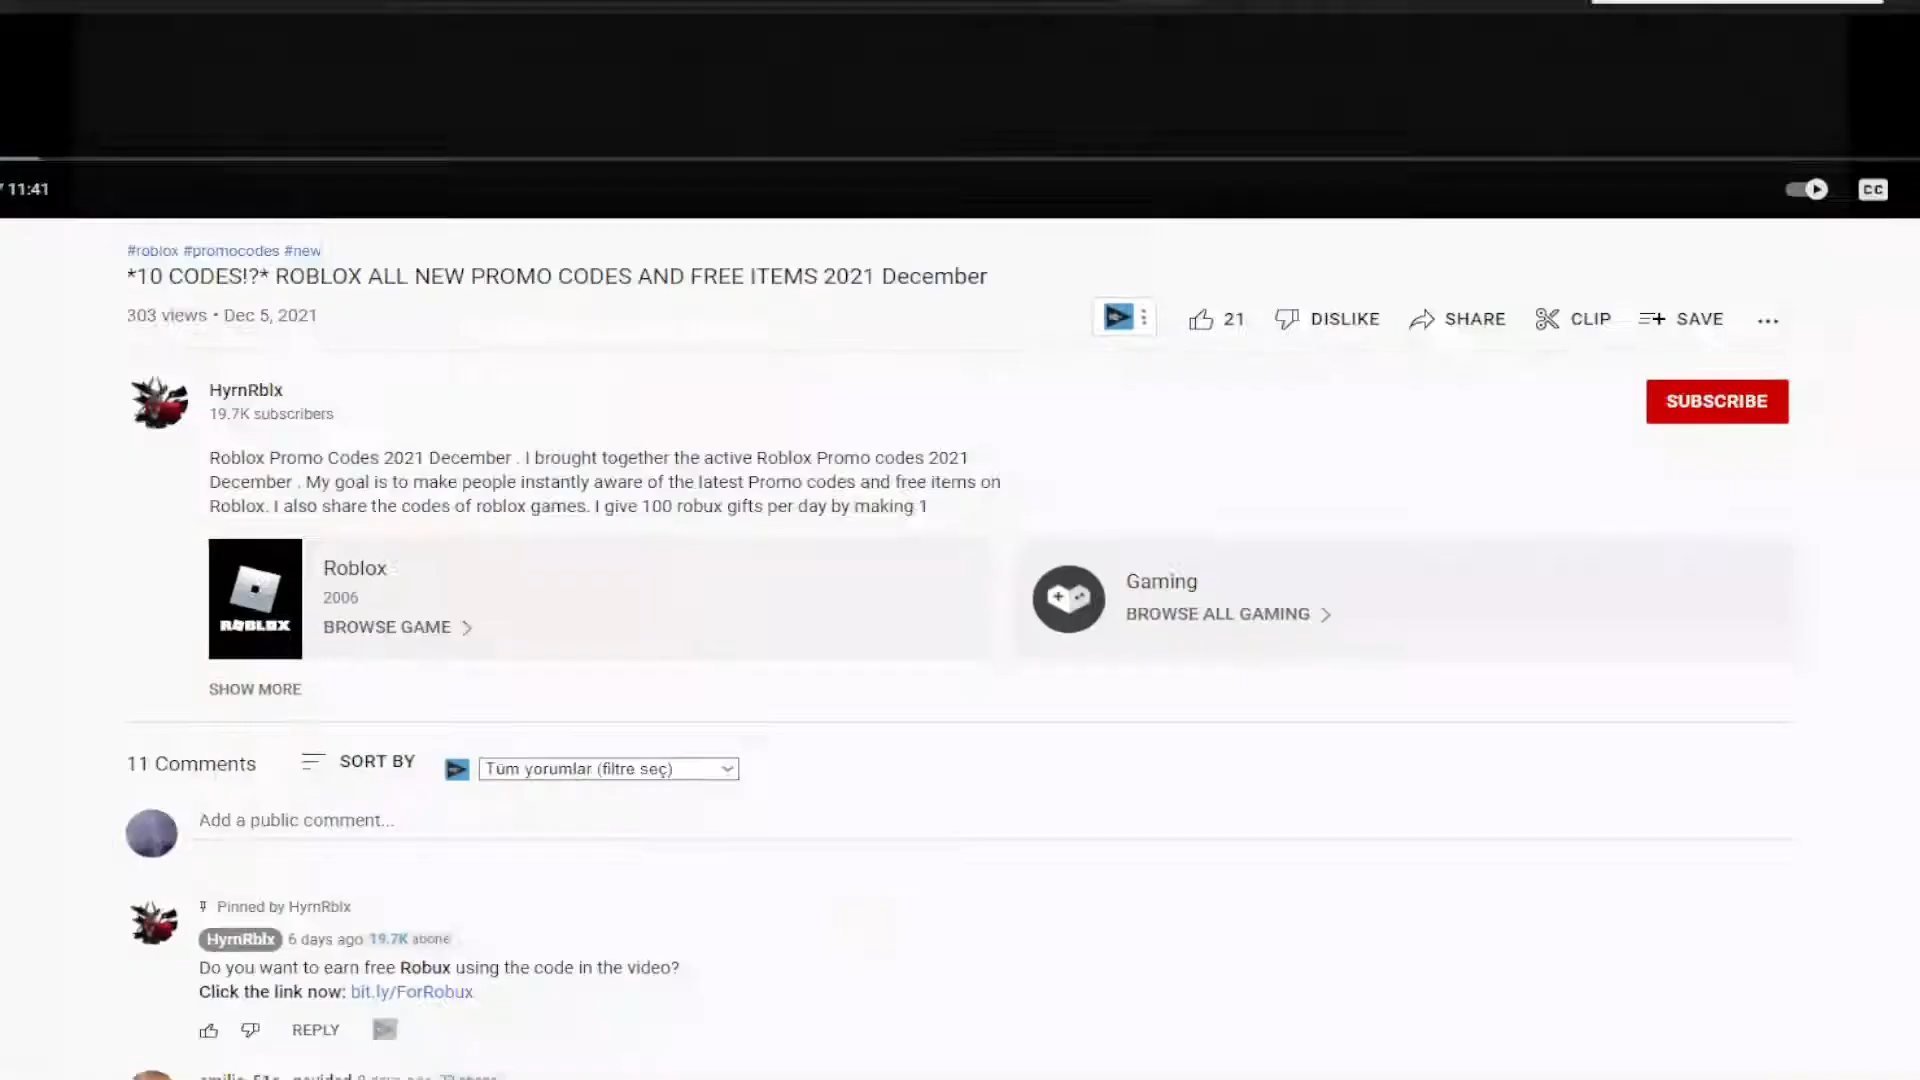 / 11:41
CC
#roblox #promocodes #new
*10 CODES!?* ROBLOX ALL NEW PROMO CODES AND FREE ITEMS 2021 December
303 views • Dec 5, 2021
21 DISLIKE SHARE CLIP SAVE ...
HyrnRblx
19.7K subscribers
SUBSCRIBE
Roblox Promo Codes 2021 December . I brought together the active Roblox Promo codes 2021
December . My goal is to make people instantly aware of the latest Promo codes and free items on
Roblox. I also share the codes of roblox games. I give 100 robux gifts per day by making 1
ROBLOX
Roblox
2006
BROWSE GAME
Gaming
BROWSE ALL GAMING
SHOW MORE
11 Comments SORT BY Tüm yorumlar (filtre seç)
Add a public comment...
Pinned by HyrnRblx
HyrnRblx 6 days ago 19.7K abone
Do you want to earn free Robux using the code in the video?
Click the link now: bit.ly/ForRobux
REPLY